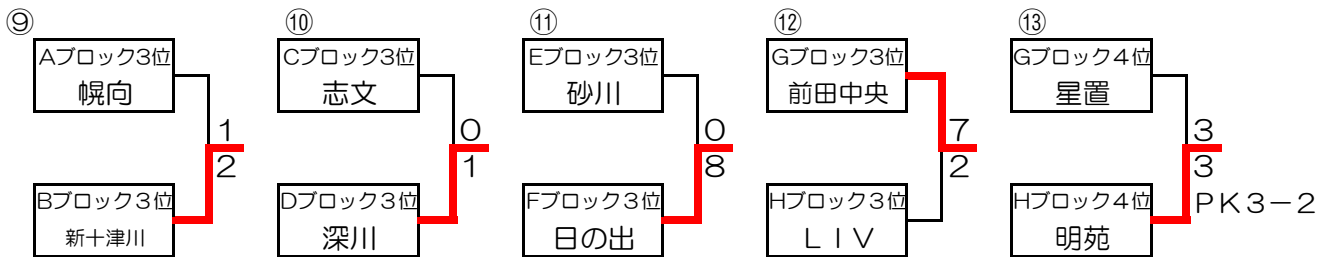 ⑨
Aブロック3位
幌向
1
2
Bブロック3位
新十津川
⑩
Cブロック3位
志文
0
1
Dブロック3位
深川
⑪
Eブロック3位
砂川
0
8
Fブロック3位
日の出
⑫
Gブロック3位
前田中央
7
2
Hブロック3位
ＬＩＶ
⑬
Gブロック4位
星置
3
3
ＰＫ３−２
Hブロック4位
明苑